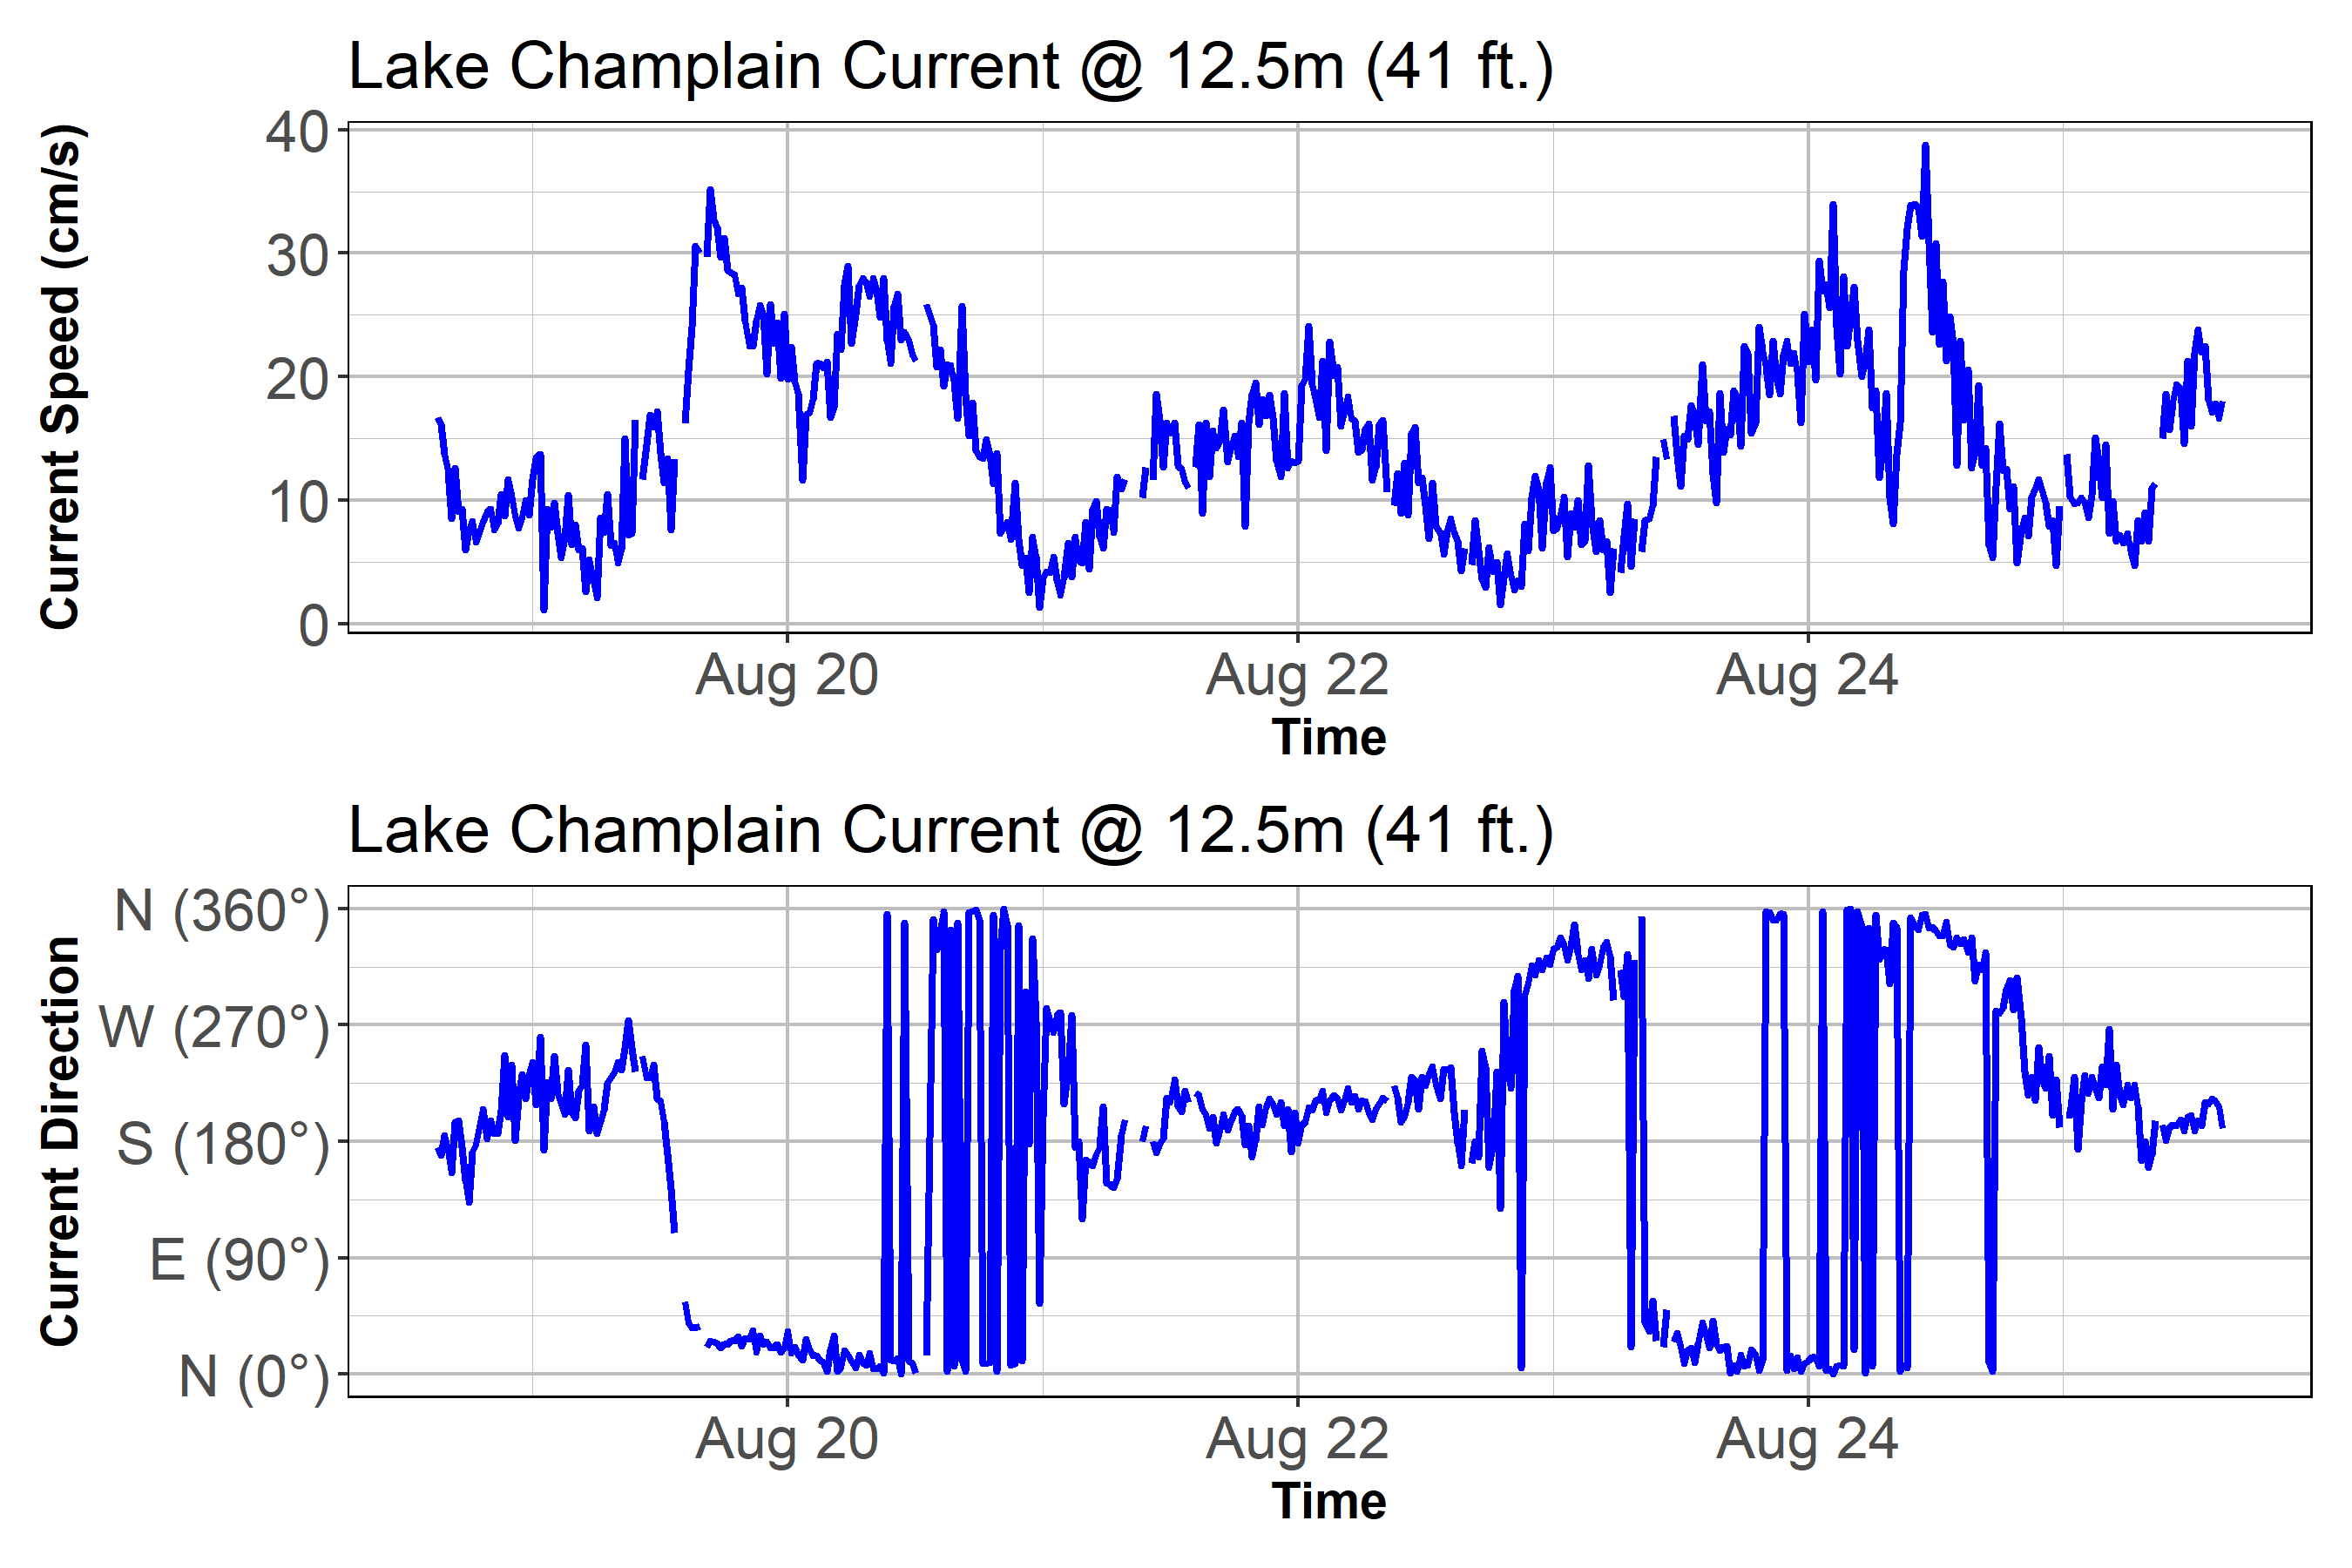 Lake Champlain Current @ 12.5m (41 ft.)
Current Speed (cm/s)
40
30
20
10
0
Aug 20 Aug 22 Aug 24
Time
Lake Champlain Current @ 12.5m (41 ft.)
Current Direction
N (360°)
W (270°)
S (180°)
E (90°)
N (0°)
Aug 20 Aug 22 Aug 24
Time